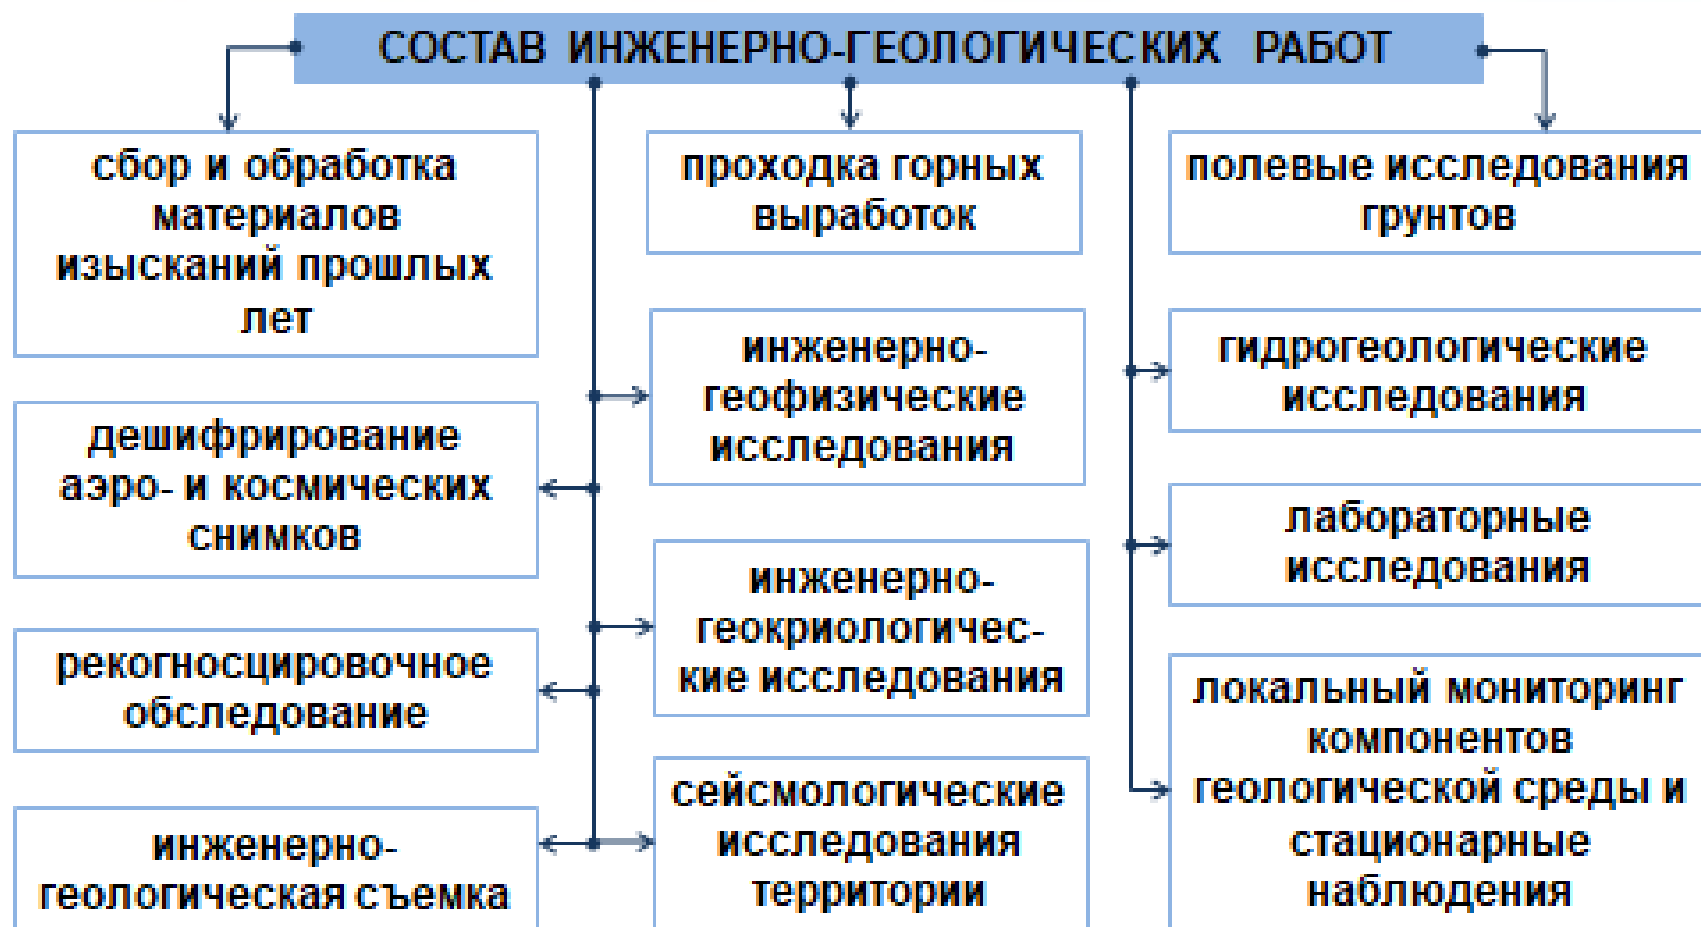 СОСТАВ ИНЖЕНЕРНО-ГЕОЛОГИЧЕСКИХ РАБОТ
сбор и обработка
материалов
изысканий прошлых
лет
дешифрирование
аэро- и космических
снимков
рекогносцировочное
обследование
инженерно-
геологическая съемка
проходка горных
выработок
инженерно-
геофизические
исследования
инженерно-
геокриологичес-
кие исследования
сейсмологические
исследования
территории
полевые исследования
грунтов
гидрогеологические
исследования
лабораторные
исследования
локальный мониторинг
компонентов
геологической среды и
стационарные
наблюдения